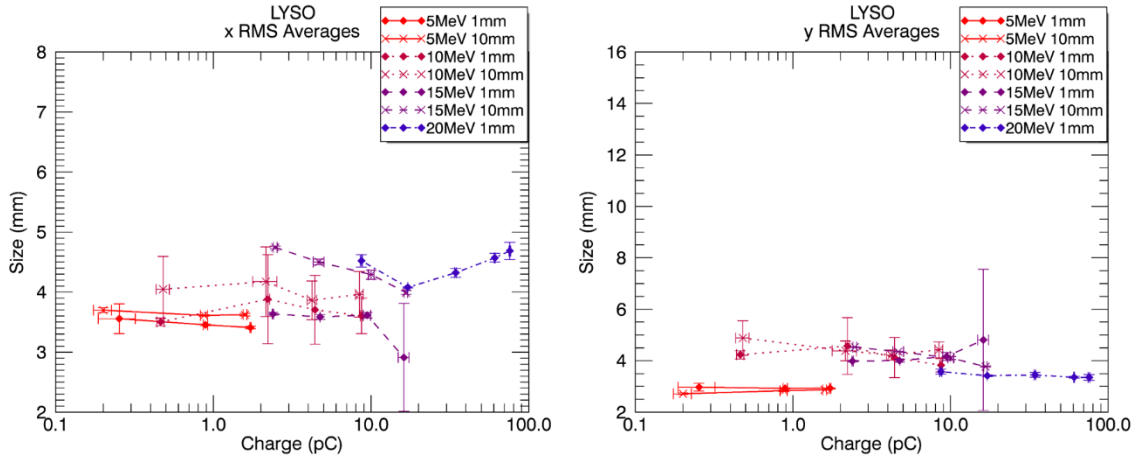 LYSO
x RMS Averages
5MeV 1mm
5MeV 10mm
10MeV 1mm
10MeV 10mm
15MeV 1mm
15MeV 10mm
20MeV 1mm
8
7
6
5
4
3
2
Size (mm)
0.1
1.0
10.0
100.0
Charge (pC)
LYSO
y RMS Averages
5MeV 1mm
5MeV 10mm
10MeV 1mm
10MeV 10mm
15MeV 1mm
15MeV 10mm
20MeV 1mm
16
14
12
10
8
6
4
2
Size (mm)
0.1
1.0
10.0
100.0
Charge (pC)